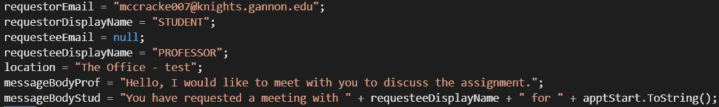 requestorEmail = "mccracke007@knights.gannon.edu";
requestorDisplayName = "STUDENT";
requesteeEmail = null;
requesteeDisplayName = "PROFESSOR";
location = "The Office - test";
messageBodyProf = "Hello, I would like to meet with you to discuss the assignment.";
messageBodyStud = "You have requested a meeting with " + requesteeDisplayName + " for " + apptStart.ToString();